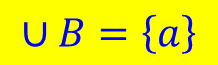 ∪ B = {a}